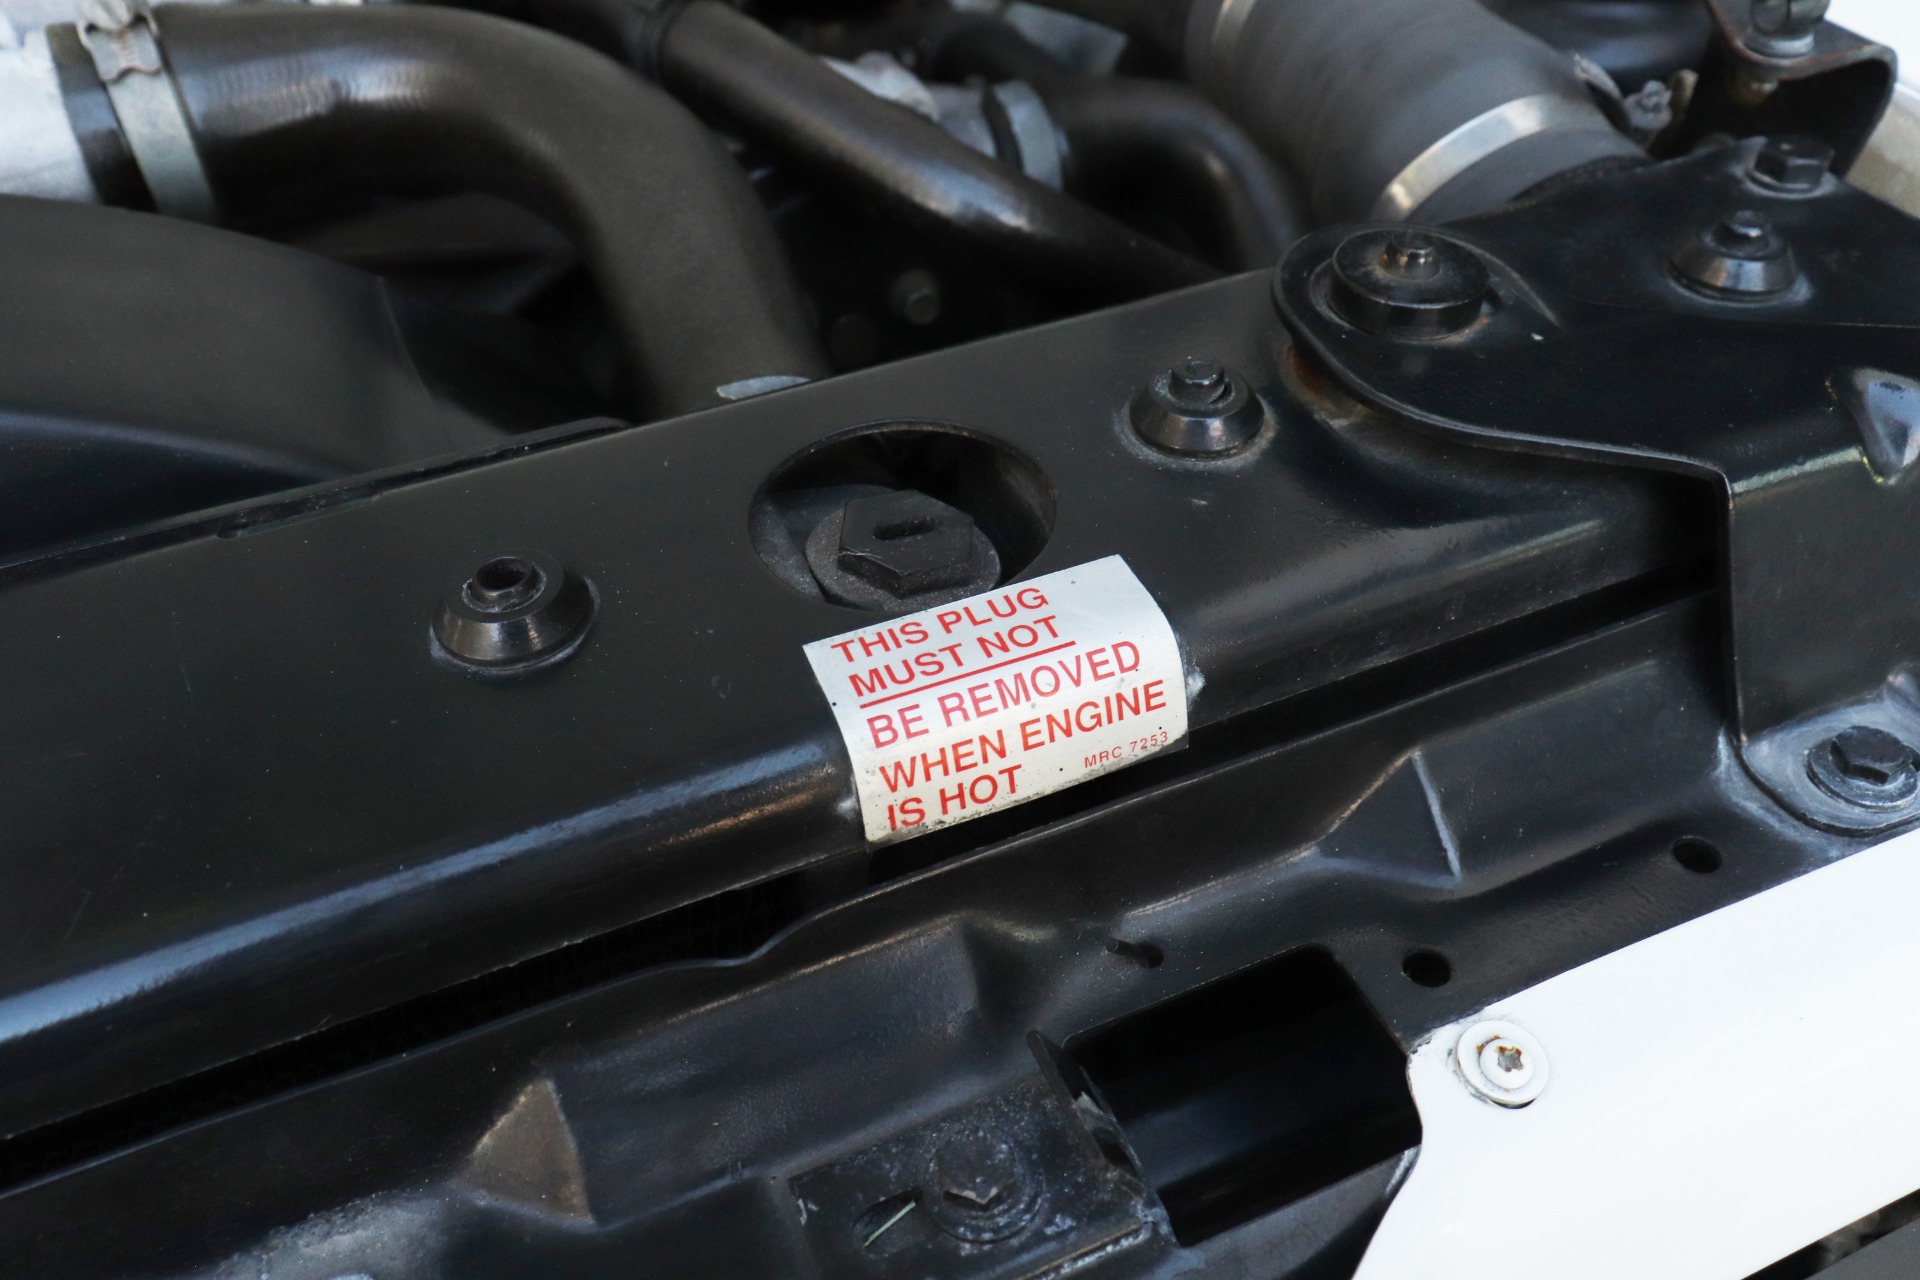 THIS PLUG
MUST NOT
BE REMOVED
WHEN ENGINE
IS HOT
MRC 7253